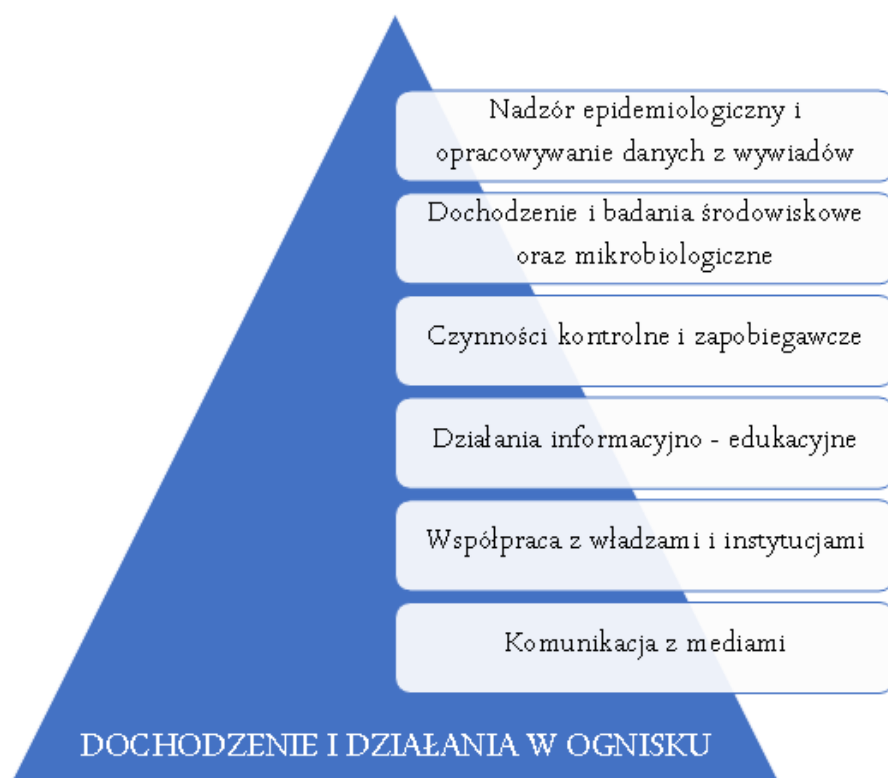 Nadzór epidemiologiczny i
opracowywanie danych z wywiadów
Dochodzenie i badania środowiskowe
oraz mikrobiologiczne
Czynności kontrolne i zapobiegawcze
Działania informacyjno - edukacyjne
Współpraca z władzami i instytucjami
Komunikacja z mediami
DOCHODZENIE I DZIAŁANIA W OGNISKU